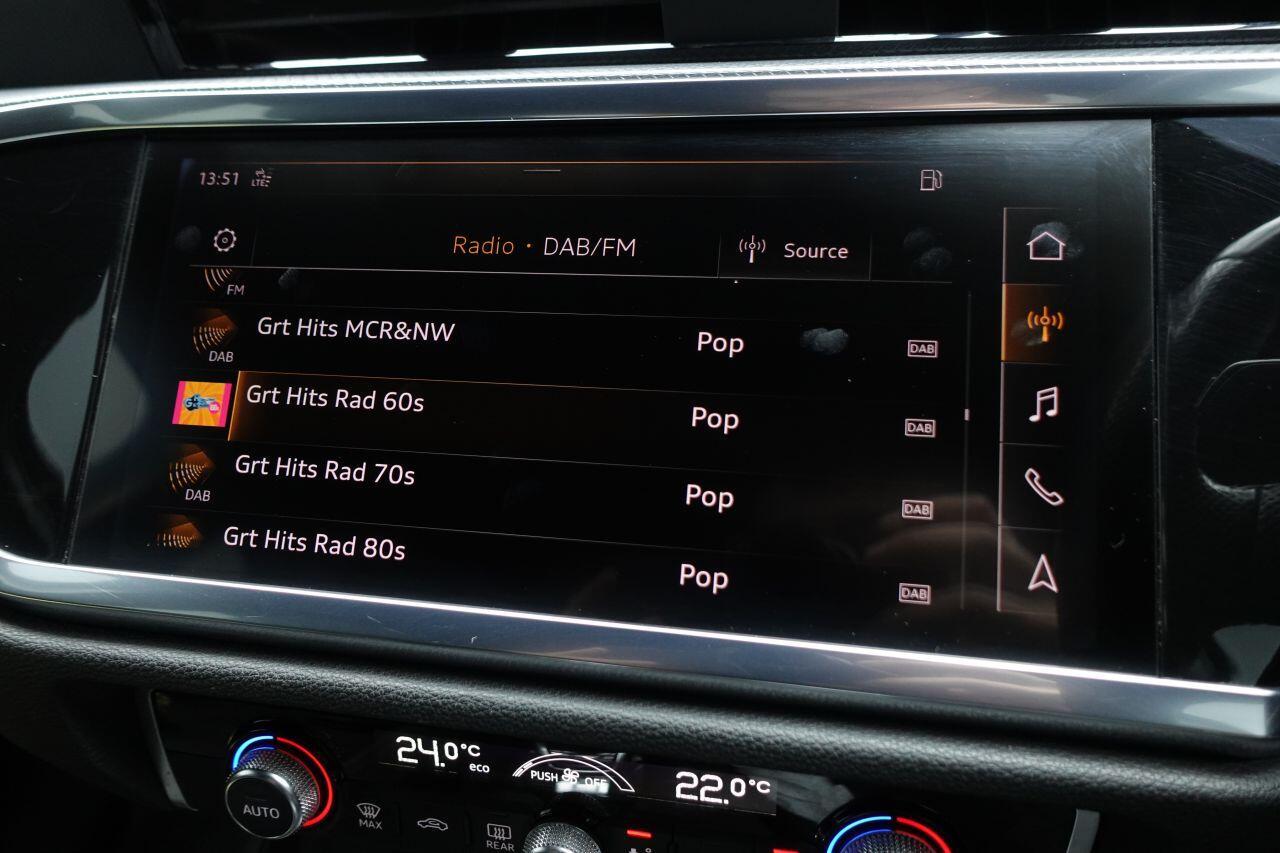 13:51 LTE
Radio • DAB/FM
Source
FM
Grt Hits MCR&NW Pop DAB
DAB
Grt Hits Rad 60s Pop DAB
Grt Hits Rad 70s Pop DAB
DAB
Grt Hits Rad 80s Pop DAB
24.0°C eco
PUSH OFF
22.0°C
AUTO
MAX
REAR